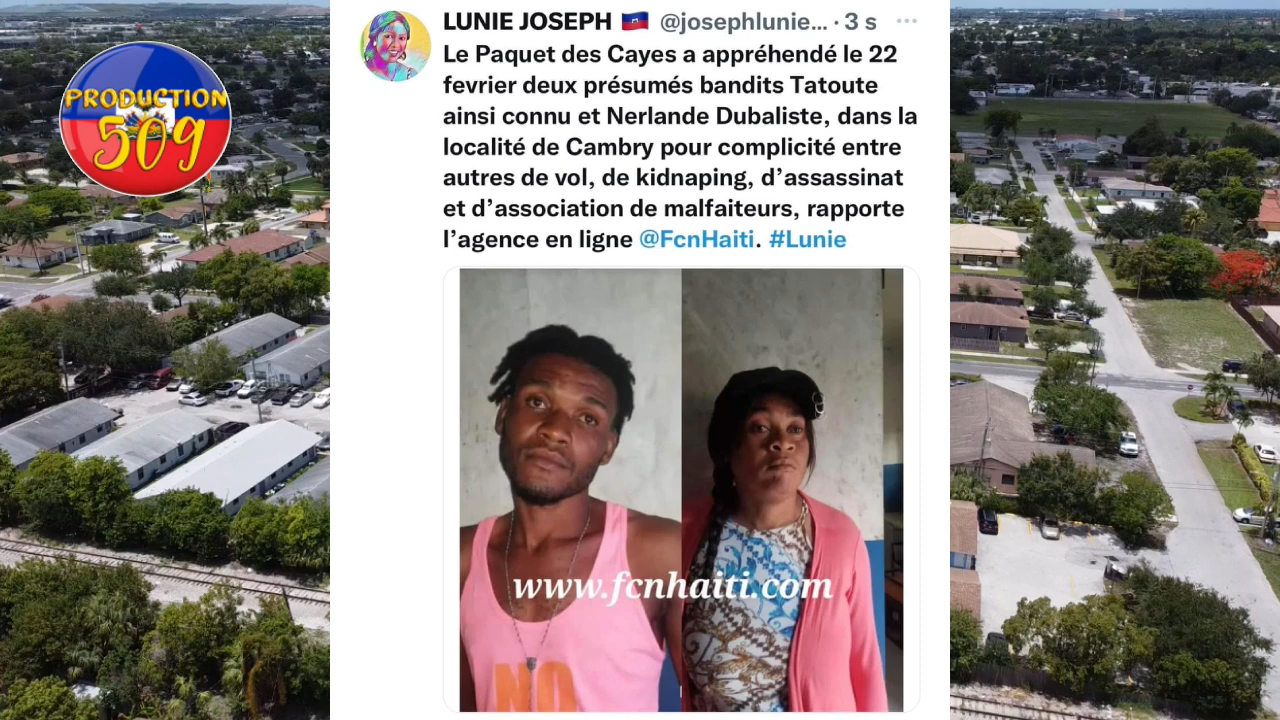 PRODUCTION
509
LUNIE JOSEPH 🇭🇹 @josephlunie... · 3 s
Le Paquet des Cayes a appréhendé le 22
fevrier deux présumés bandits Tatoute
ainsi connu et Nerlande Dubaliste, dans la
localité de Cambry pour complicité entre
autres de vol, de kidnaping, d’assassinat
et d’association de malfaiteurs, rapporte
l’agence en ligne @FcnHaiti. #Lunie
www.fcnhaiti.com
NO